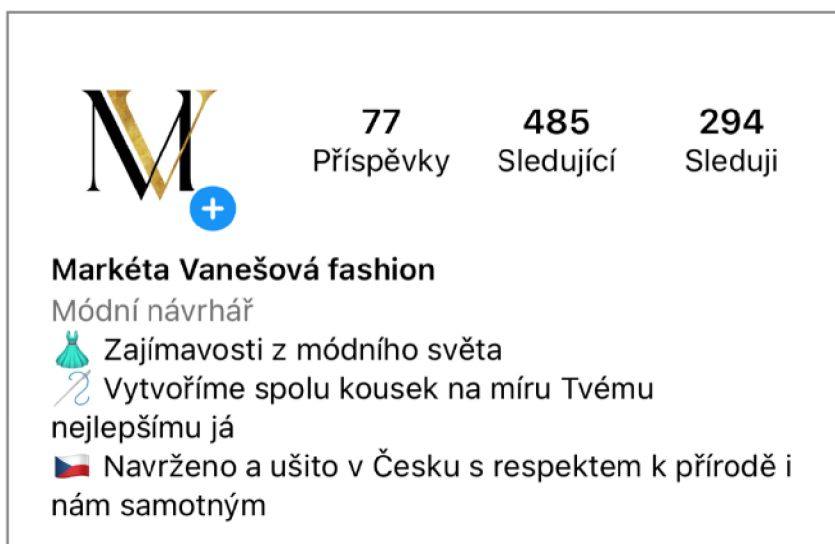 MV
77 485 294
Příspěvky Sledující Sleduji
Markéta Vanešová fashion
Módní návrhář
👗 Zajímavosti z módního světa
🪡 Vytvoříme spolu kousek na míru Tvému
nejlepšímu já
🇨🇿 Navrženo a ušito v Česku s respektem k přírodě i
nám samotným